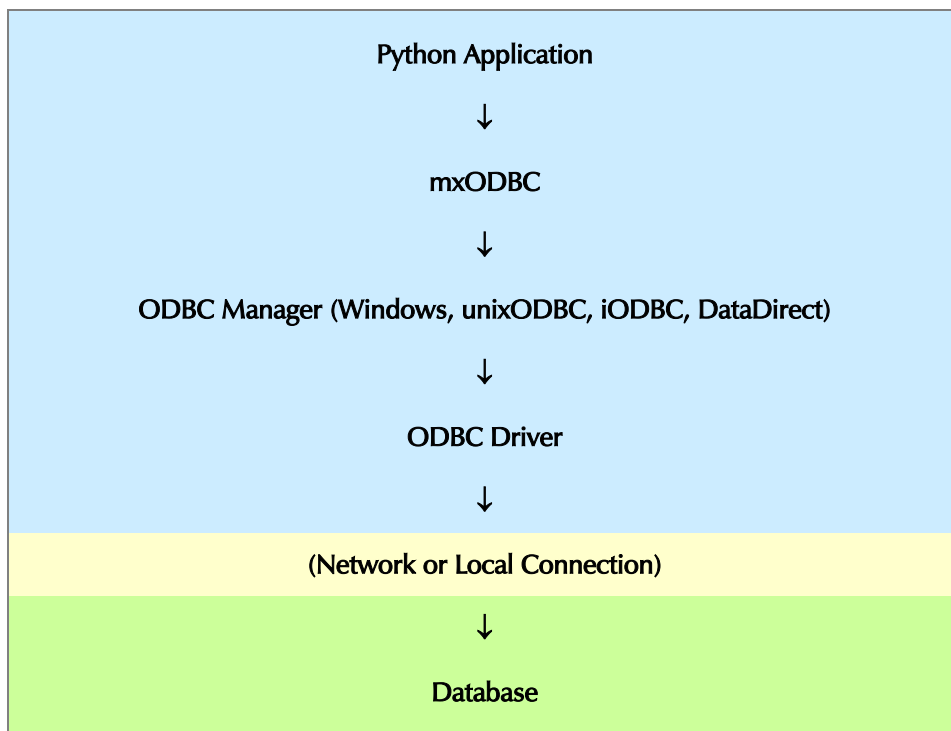 Python Application
↓
mxODBC
↓
ODBC Manager (Windows, unixODBC, iODBC, DataDirect)
↓
ODBC Driver
↓
(Network or Local Connection)
↓
Database